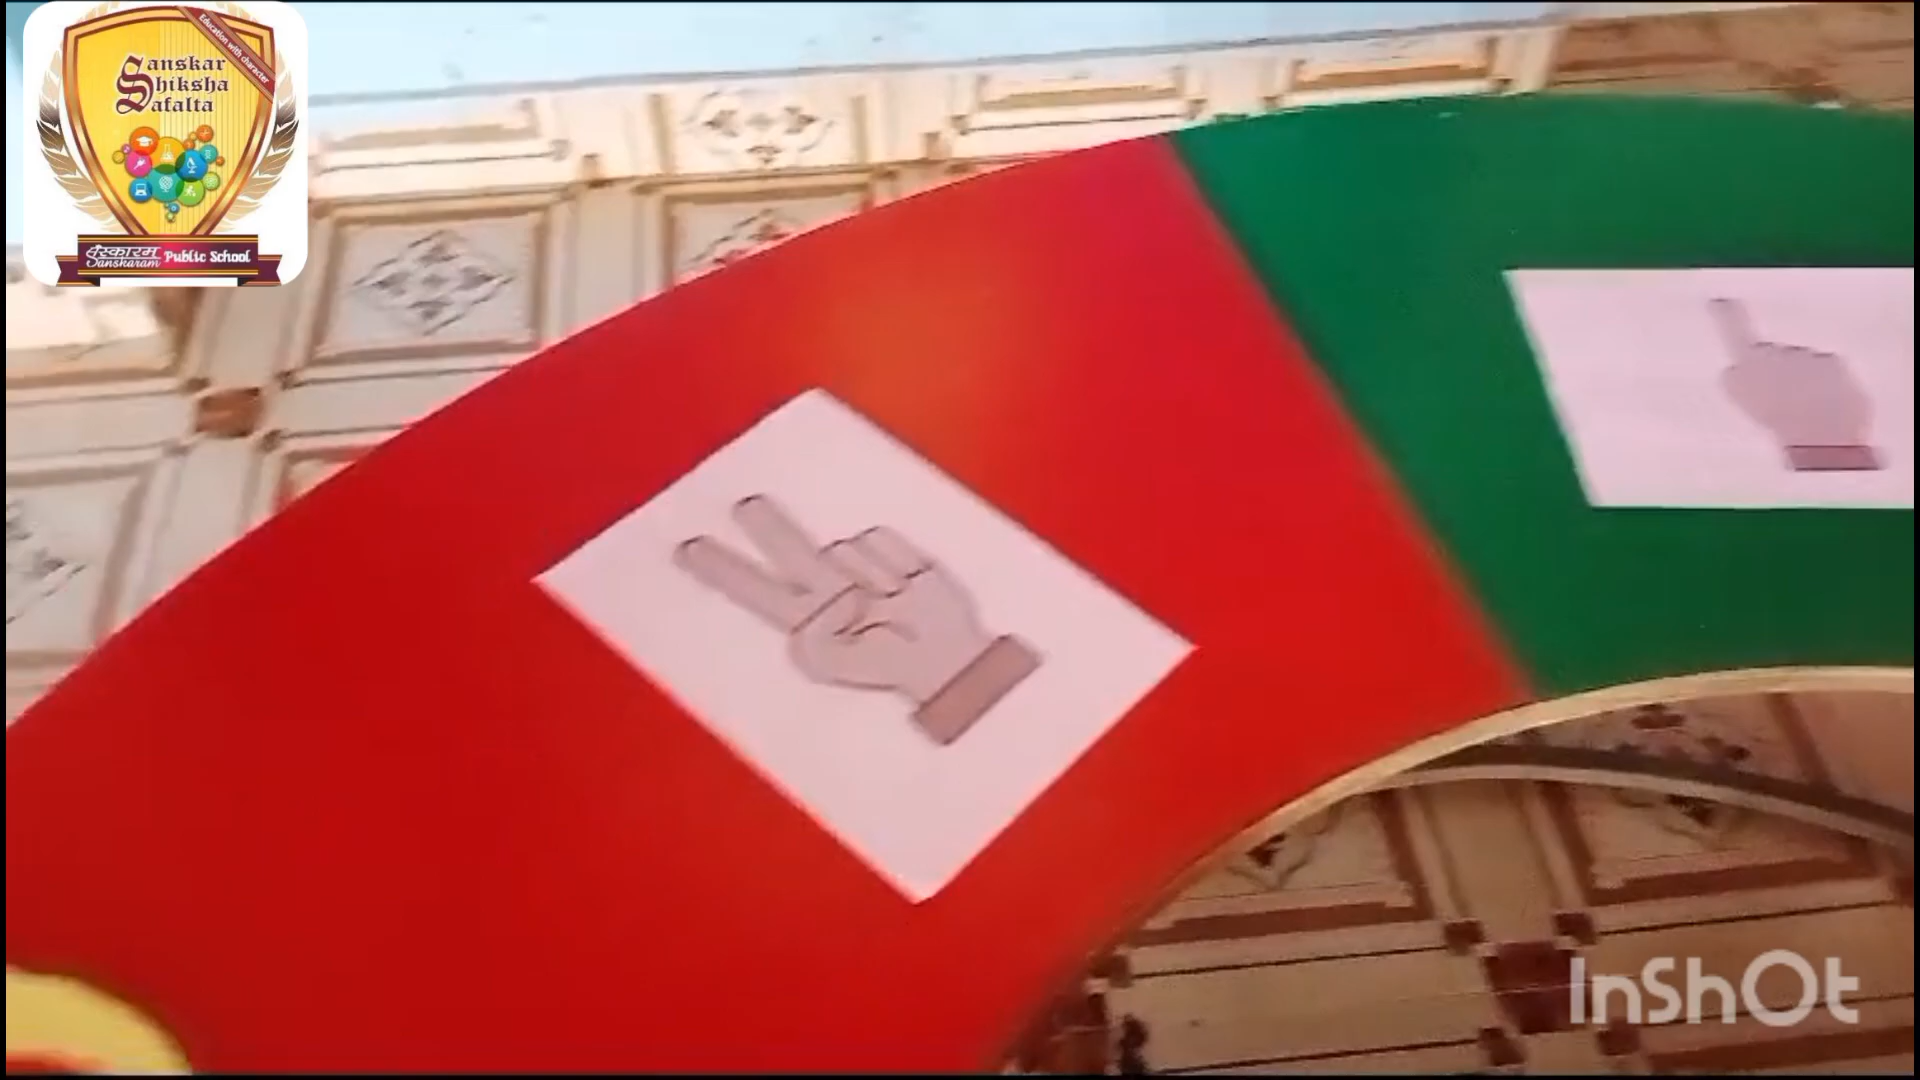 Education with character
Sanskar
Shiksha
Safalta
संस्कारम
Sanskaram
Public School
InShOt